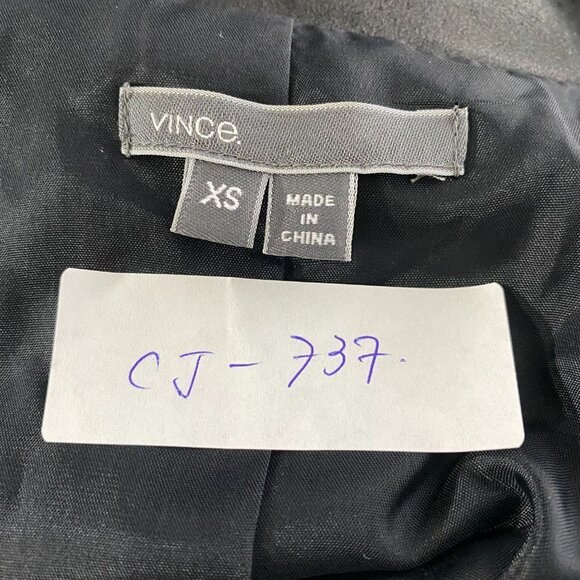 VINCe.
XS
MADE
IN
CHINA
CJ - 737.